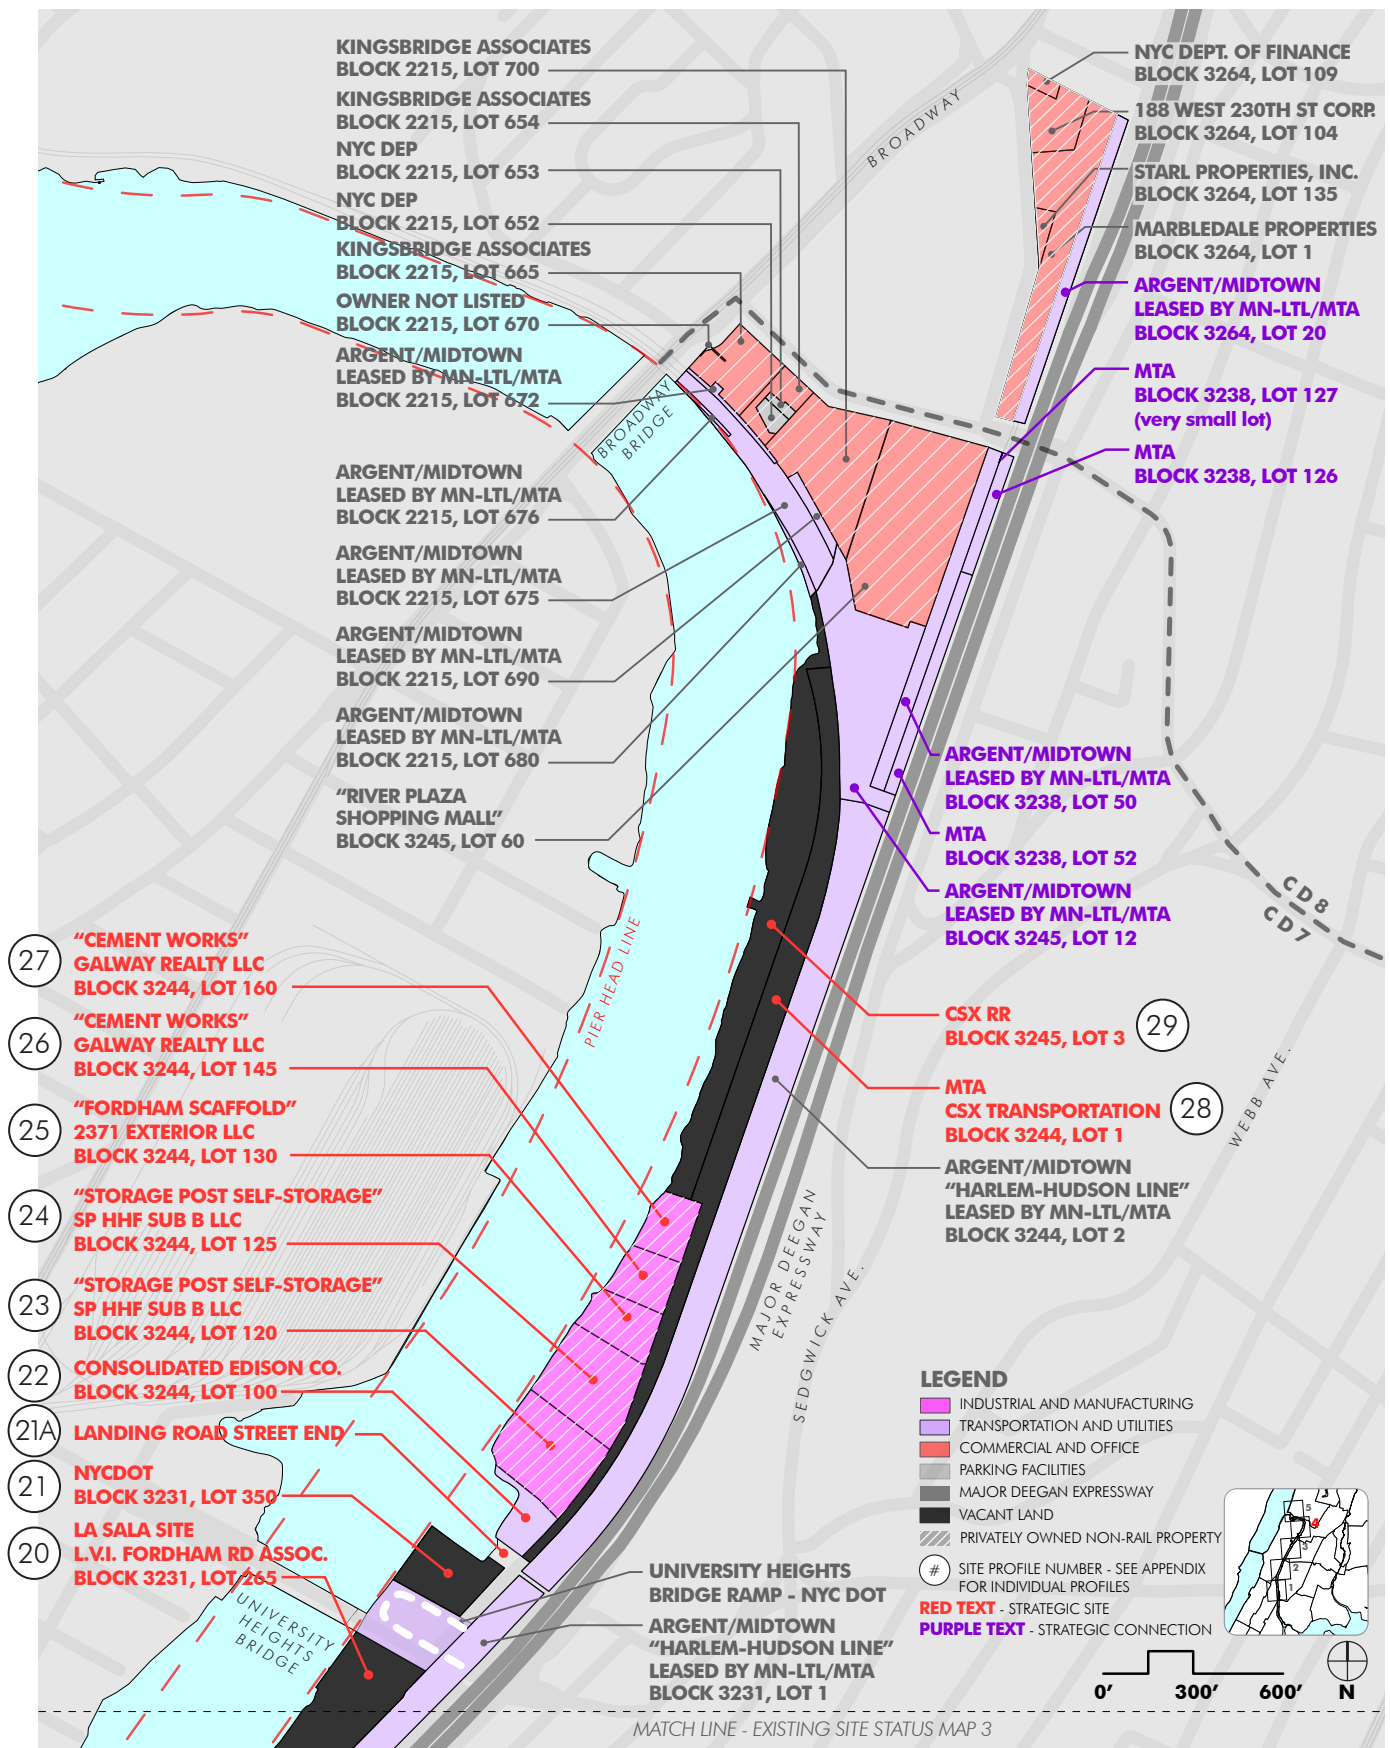 KINGSBRIDGE ASSOCIATES
BLOCK 2215, LOT 700
KINGSBRIDGE ASSOCIATES
BLOCK 2215, LOT 654
NYC DEP
BLOCK 2215, LOT 653
NYC DEP
BLOCK 2215, LOT 652
KINGSBRIDGE ASSOCIATES
BLOCK 2215, LOT 665
OWNER NOT LISTED
BLOCK 2215, LOT 670
ARGENT/MIDTOWN
LEASED BY MN-LTL/MTA
BLOCK 2215, LOT 672
ARGENT/MIDTOWN
LEASED BY MN-LTL/MTA
BLOCK 2215, LOT 676
ARGENT/MIDTOWN
LEASED BY MN-LTL/MTA
BLOCK 2215, LOT 675
ARGENT/MIDTOWN
LEASED BY MN-LTL/MTA
BLOCK 2215, LOT 690
ARGENT/MIDTOWN
LEASED BY MN-LTL/MTA
BLOCK 2215, LOT 680
“RIVER PLAZA
SHOPPING MALL”
BLOCK 3245, LOT 60
BROADWAY
BROADWAY
BRIDGE
NYC DEPT. OF FINANCE
BLOCK 3264, LOT 109
188 WEST 230TH ST CORP.
BLOCK 3264, LOT 104
STARL PROPERTIES, INC.
BLOCK 3264, LOT 135
MARBLEDALE PROPERTIES
BLOCK 3264, LOT 1
ARGENT/MIDTOWN
LEASED BY MN-LTL/MTA
BLOCK 3264, LOT 20
MTA
BLOCK 3238, LOT 127
(very small lot)
MTA
BLOCK 3238, LOT 126
ARGENT/MIDTOWN
LEASED BY MN-LTL/MTA
BLOCK 3238, LOT 50
MTA
BLOCK 3238, LOT 52
ARGENT/MIDTOWN
LEASED BY MN-LTL/MTA
BLOCK 3245, LOT 12
CD8
CD7
CSX RR
BLOCK 3245, LOT 3
29
MTA
CSX TRANSPORTATION
BLOCK 3244, LOT 1
28
ARGENT/MIDTOWN
“HARLEM-HUDSON LINE”
LEASED BY MN-LTL/MTA
BLOCK 3244, LOT 2
WEBB AVE.
MAJOR DEEGAN
EXPRESSWAY
SEDGWICK AVE.
PIER HEAD LINE
27
“CEMENT WORKS”
GALWAY REALTY LLC
BLOCK 3244, LOT 160
26
“CEMENT WORKS”
GALWAY REALTY LLC
BLOCK 3244, LOT 145
25
“FORDHAM SCAFFOLD”
2371 EXTERIOR LLC
BLOCK 3244, LOT 130
24
“STORAGE POST SELF-STORAGE”
SP HHF SUB B LLC
BLOCK 3244, LOT 125
23
“STORAGE POST SELF-STORAGE”
SP HHF SUB B LLC
BLOCK 3244, LOT 120
22
CONSOLIDATED EDISON CO.
BLOCK 3244, LOT 100
21A
LANDING ROAD STREET END
21
NYCDOT
BLOCK 3231, LOT 350
20
LA SALA SITE
L.V.I. FORDHAM RD ASSOC.
BLOCK 3231, LOT 265
UNIVERSITY
HEIGHTS
BRIDGE
UNIVERSITY HEIGHTS
BRIDGE RAMP - NYC DOT
ARGENT/MIDTOWN
“HARLEM-HUDSON LINE”
LEASED BY MN-LTL/MTA
BLOCK 3231, LOT 1
LEGEND
INDUSTRIAL AND MANUFACTURING
TRANSPORTATION AND UTILITIES
COMMERCIAL AND OFFICE
PARKING FACILITIES
MAJOR DEEGAN EXPRESSWAY
VACANT LAND
PRIVATELY OWNED NON-RAIL PROPERTY
# SITE PROFILE NUMBER - SEE APPENDIX
FOR INDIVIDUAL PROFILES
RED TEXT - STRATEGIC SITE
PURPLE TEXT - STRATEGIC CONNECTION
5
4
3
2
1
0' 300' 600' N
MATCH LINE - EXISTING SITE STATUS MAP 3